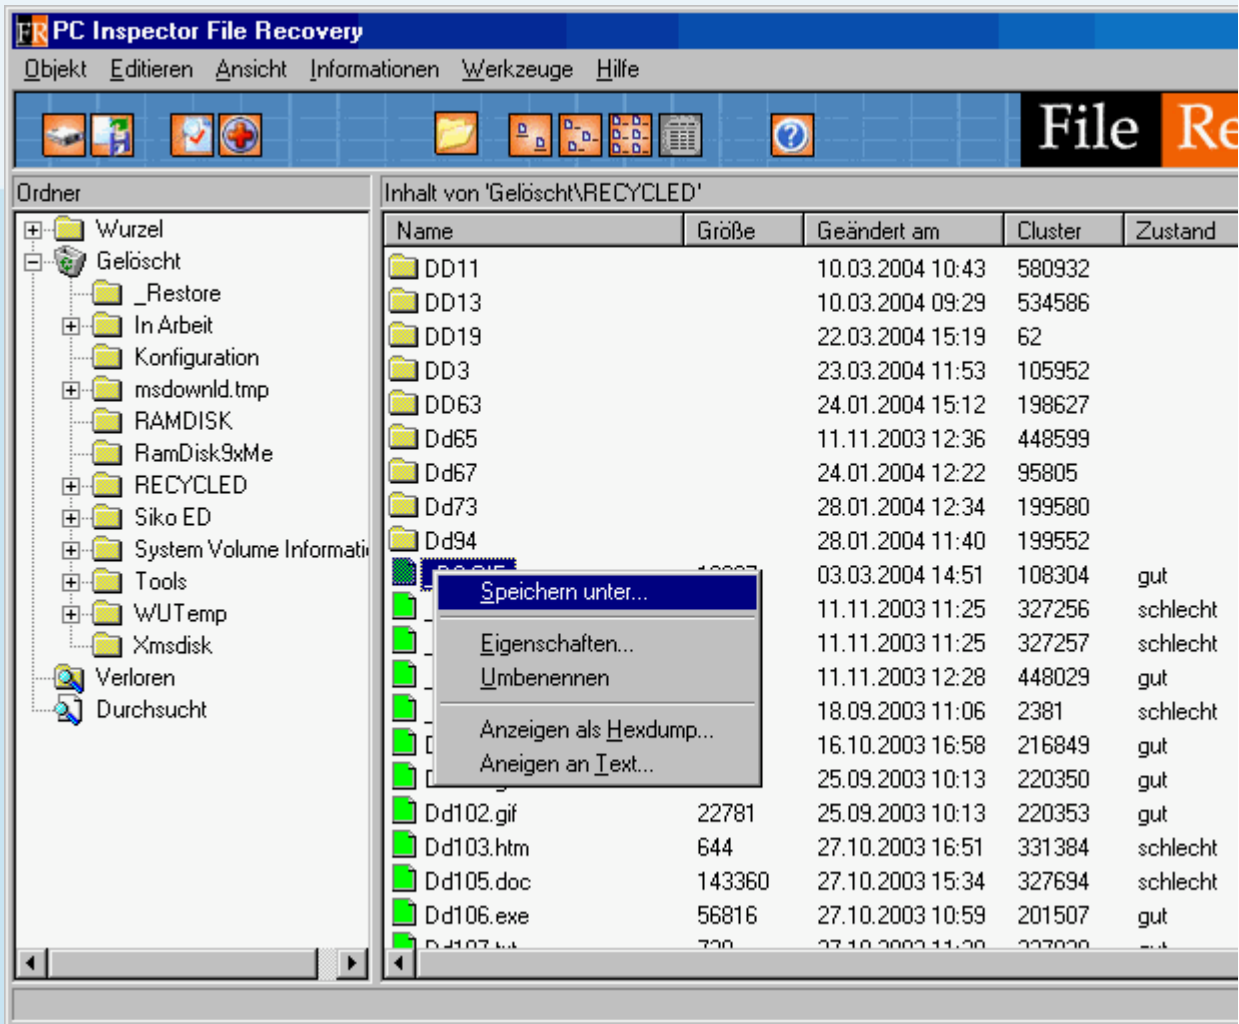 FR PC Inspector File Recovery
Objekt Editieren Ansicht Informationen Werkzeuge Hilfe
File Re
Ordner
Wurzel
Gelöscht
_Restore
In Arbeit
Konfiguration
msdownld.tmp
RAMDISK
RamDisk9xMe
RECYCLED
Siko ED
System Volume Informati
Tools
WUTemp
Xmsdisk
Verloren
Durchsucht
Inhalt von 'Gelöscht\RECYCLED'
Name Größe Geändert am Cluster Zustand
DD11 10.03.2004 10:43 580932
DD13 10.03.2004 09:29 534586
DD19 22.03.2004 15:19 62
DD3 23.03.2004 11:53 105952
DD63 24.01.2004 15:12 198627
Dd65 11.11.2003 12:36 448599
Dd67 24.01.2004 12:22 95805
Dd73 28.01.2004 12:34 199580
Dd94 28.01.2004 11:40 199552
03.03.2004 14:51 108304 gut
11.11.2003 11:25 327256 schlecht
11.11.2003 11:25 327257 schlecht
11.11.2003 12:28 448029 gut
18.09.2003 11:06 2381 schlecht
16.10.2003 16:58 216849 gut
25.09.2003 10:13 220350 gut
Dd102.gif 22781 25.09.2003 10:13 220353 gut
Dd103.htm 644 27.10.2003 16:51 331384 schlecht
Dd105.doc 143360 27.10.2003 15:34 327694 schlecht
Dd106.exe 56816 27.10.2003 10:59 201507 gut
Speichern unter...
Eigenschaften...
Umbenennen
Anzeigen als Hexdump...
Aneigen an Text...